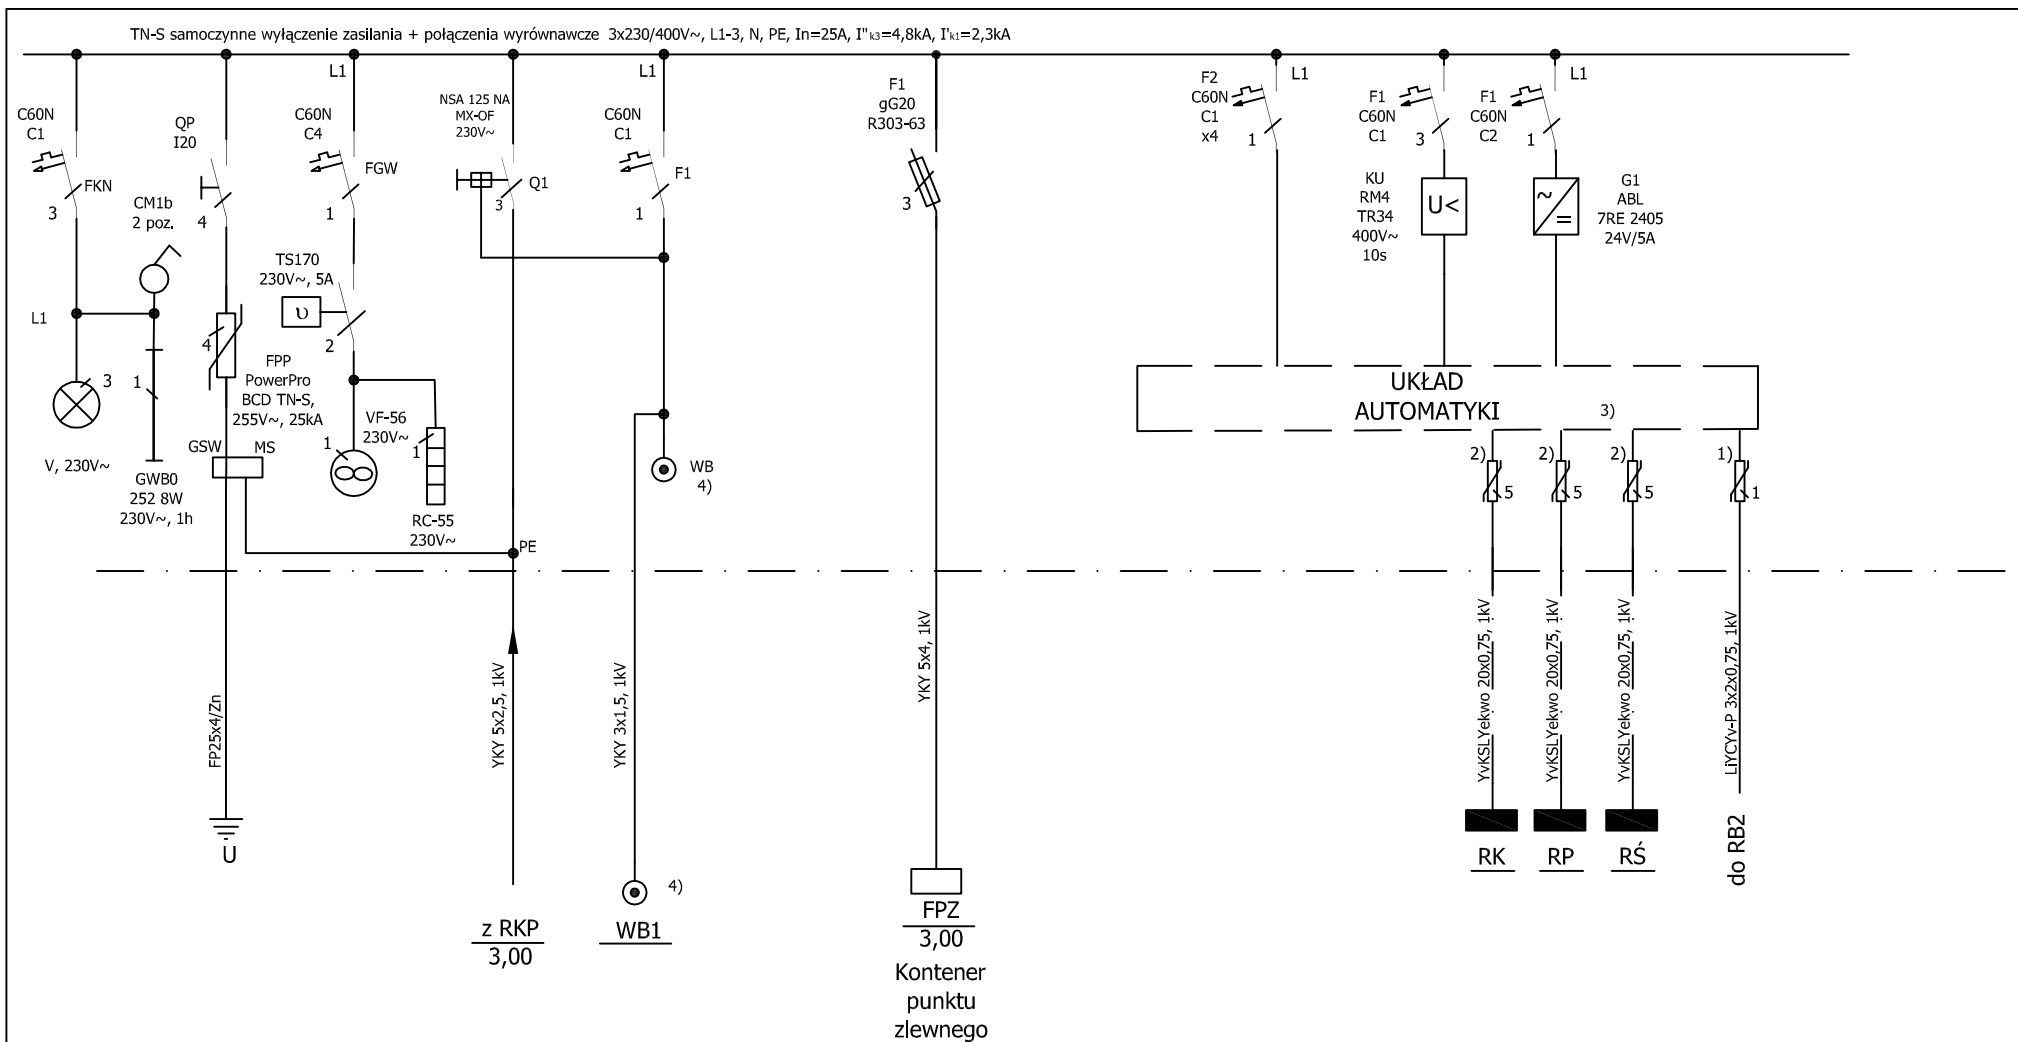 TN-S samoczynne wyłączenie zasilania + połączenia wyrównawcze 3x230/400V~, L1-3, N, PE, In=25A, I"k3=4,8kA, I'k1=2,3kA
C60N
C1
FKN
3
L1
3
V, 230V~
CM1b
2 poz.
1
GWB0
252 8W
230V~, 1h
QP
I20
4
4
FPP
PowerPro
BCD TN-S,
255V~, 25kA
GSW
MS
FP25x4/Zn
U
L1
C60N
C4
FGW
1
TS170
230V~, 5A
υ
2
VF-56
230V~
1
1
RC-55
230V~
NSA 125 NA
MX-OF
230V~
Q1
3
PE
YKY 5x2,5, 1kV
z RKP
3,00
L1
C60N
C1
F1
1
WB
4)
YKY 3x1,5, 1kV
4)
WB1
F1
gG20
R303-63
3
YKY 5x4, 1kV
FPZ
3,00
Kontener
punktu
zlewnego
F2
C60N
C1
x4
1
L1
F1
C60N
C1
3
KU
RM4
TR34
400V~
10s
U<
F1
C60N
C2
1
L1
~
=
G1
ABL
7RE 2405
24V/5A
UKŁAD
AUTOMATYKI
3)
2)
5
2)
5
2)
5
1)
1
YvKSLYekwo 20x0,75, 1kV
YvKSLYekwo 20x0,75, 1kV
YvKSLYekwo 20x0,75, 1kV
LiYCYv-P 3x2x0,75, 1kV
RK
RP
RŚ
do RB2